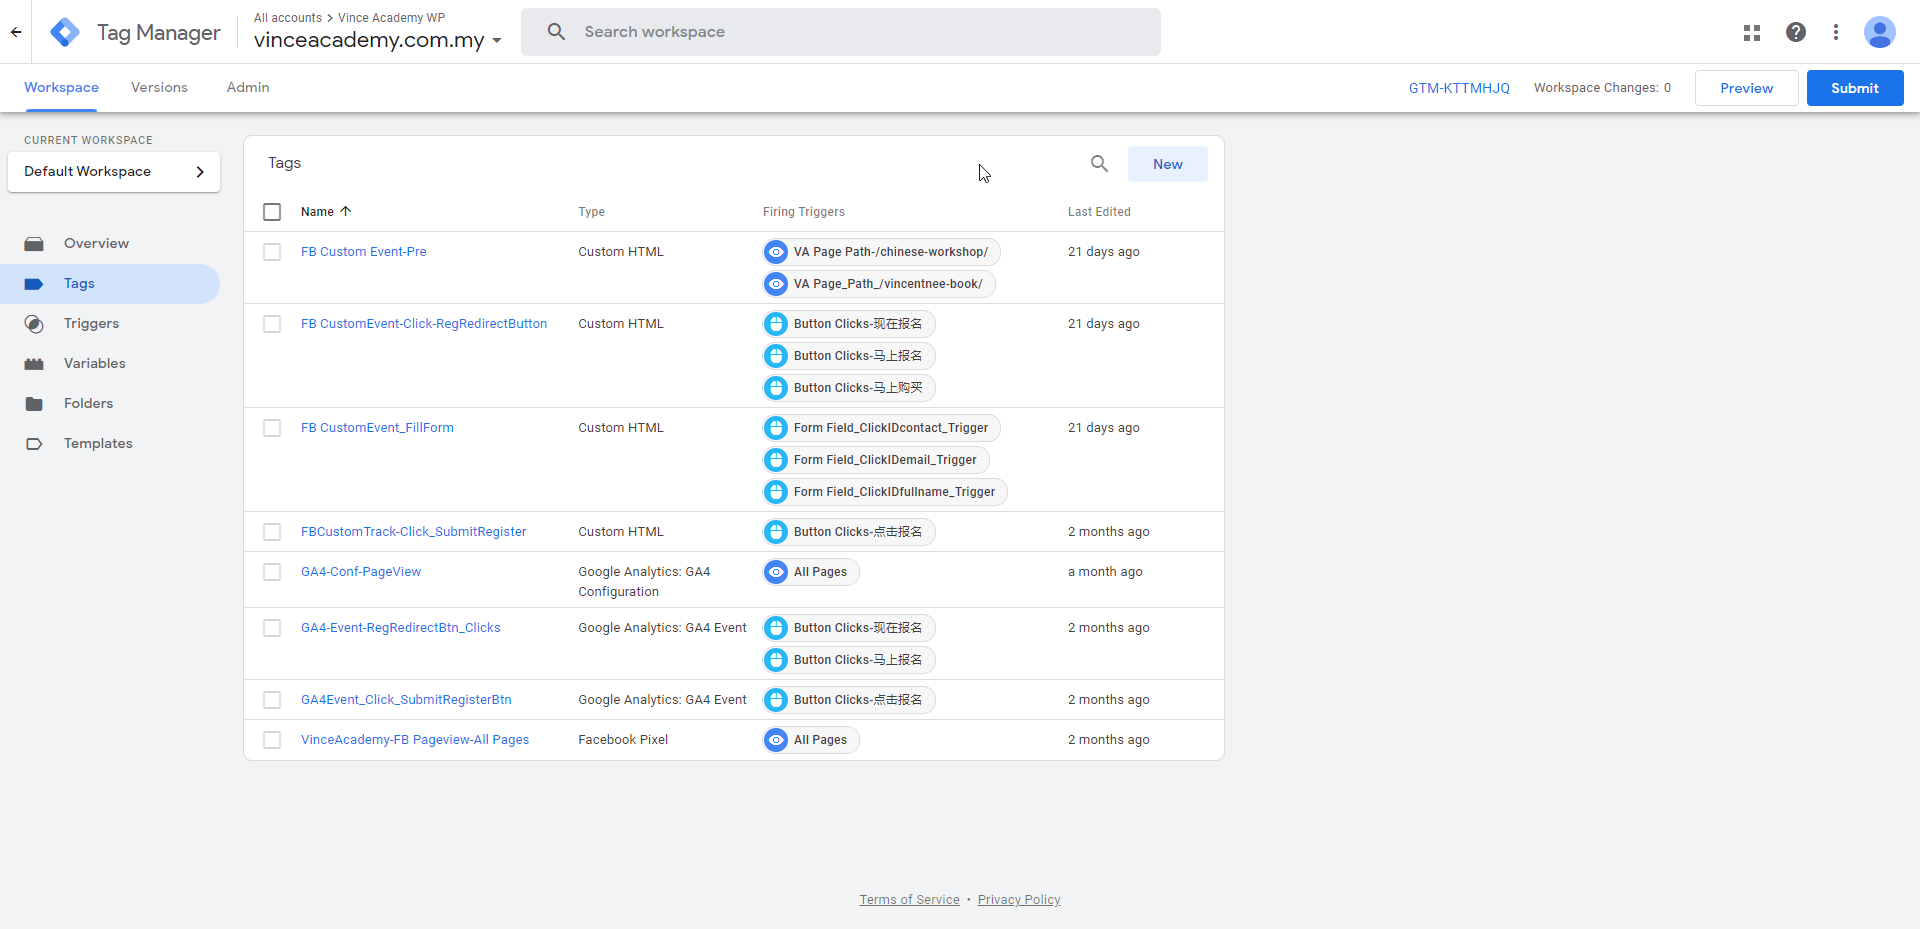 All accounts > Vince Academy WP
Tag Manager
vinceacademy.com.my
Search workspace
Workspace
Versions
Admin
GTM-KTTMHJQ
Workspace Changes: 0
Preview
Submit
CURRENT WORKSPACE
Default Workspace
Overview
Tags
Triggers
Variables
Folders
Templates
Tags
New
Name
Type
Firing Triggers
Last Edited
FB Custom Event-Pre
Custom HTML
VA Page Path-/chinese-workshop/
VA Page_Path_/vincentnee-book/
21 days ago
FB CustomEvent-Click-RegRedirectButton
Custom HTML
Button Clicks-现在报名
Button Clicks-马上报名
Button Clicks-马上购买
21 days ago
FB CustomEvent_FillForm
Custom HTML
Form Field_ClickIDcontact_Trigger
Form Field_ClickIDemail_Trigger
Form Field_ClickIDfullname_Trigger
21 days ago
FBCustomTrack-Click_SubmitRegister
Custom HTML
Button Clicks-点击报名
2 months ago
GA4-Conf-PageView
Google Analytics: GA4
Configuration
All Pages
a month ago
GA4-Event-RegRedirectBtn_Clicks
Google Analytics: GA4 Event
Button Clicks-现在报名
Button Clicks-马上报名
2 months ago
GA4Event_Click_SubmitRegisterBtn
Google Analytics: GA4 Event
Button Clicks-点击报名
2 months ago
VinceAcademy-FB Pageview-All Pages
Facebook Pixel
All Pages
2 months ago
Terms of Service • Privacy Policy